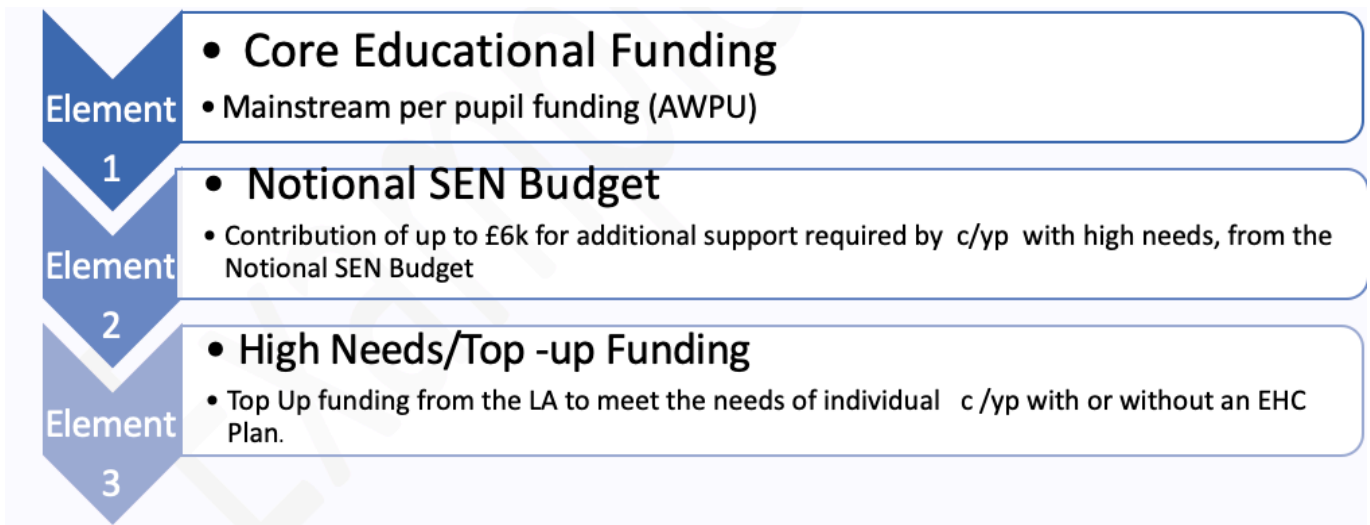 • Core Educational Funding
Element
• Mainstream per pupil funding (AWPU)
1
• Notional SEN Budget
• Contribution of up to £6k for additional support required by c/yp with high needs, from the
Element
Notional SEN Budget
2
• High Needs/Top -up Funding
• Top Up funding from the LA to meet the needs of individual c /yp with or without an EHC
Element
Plan.
3